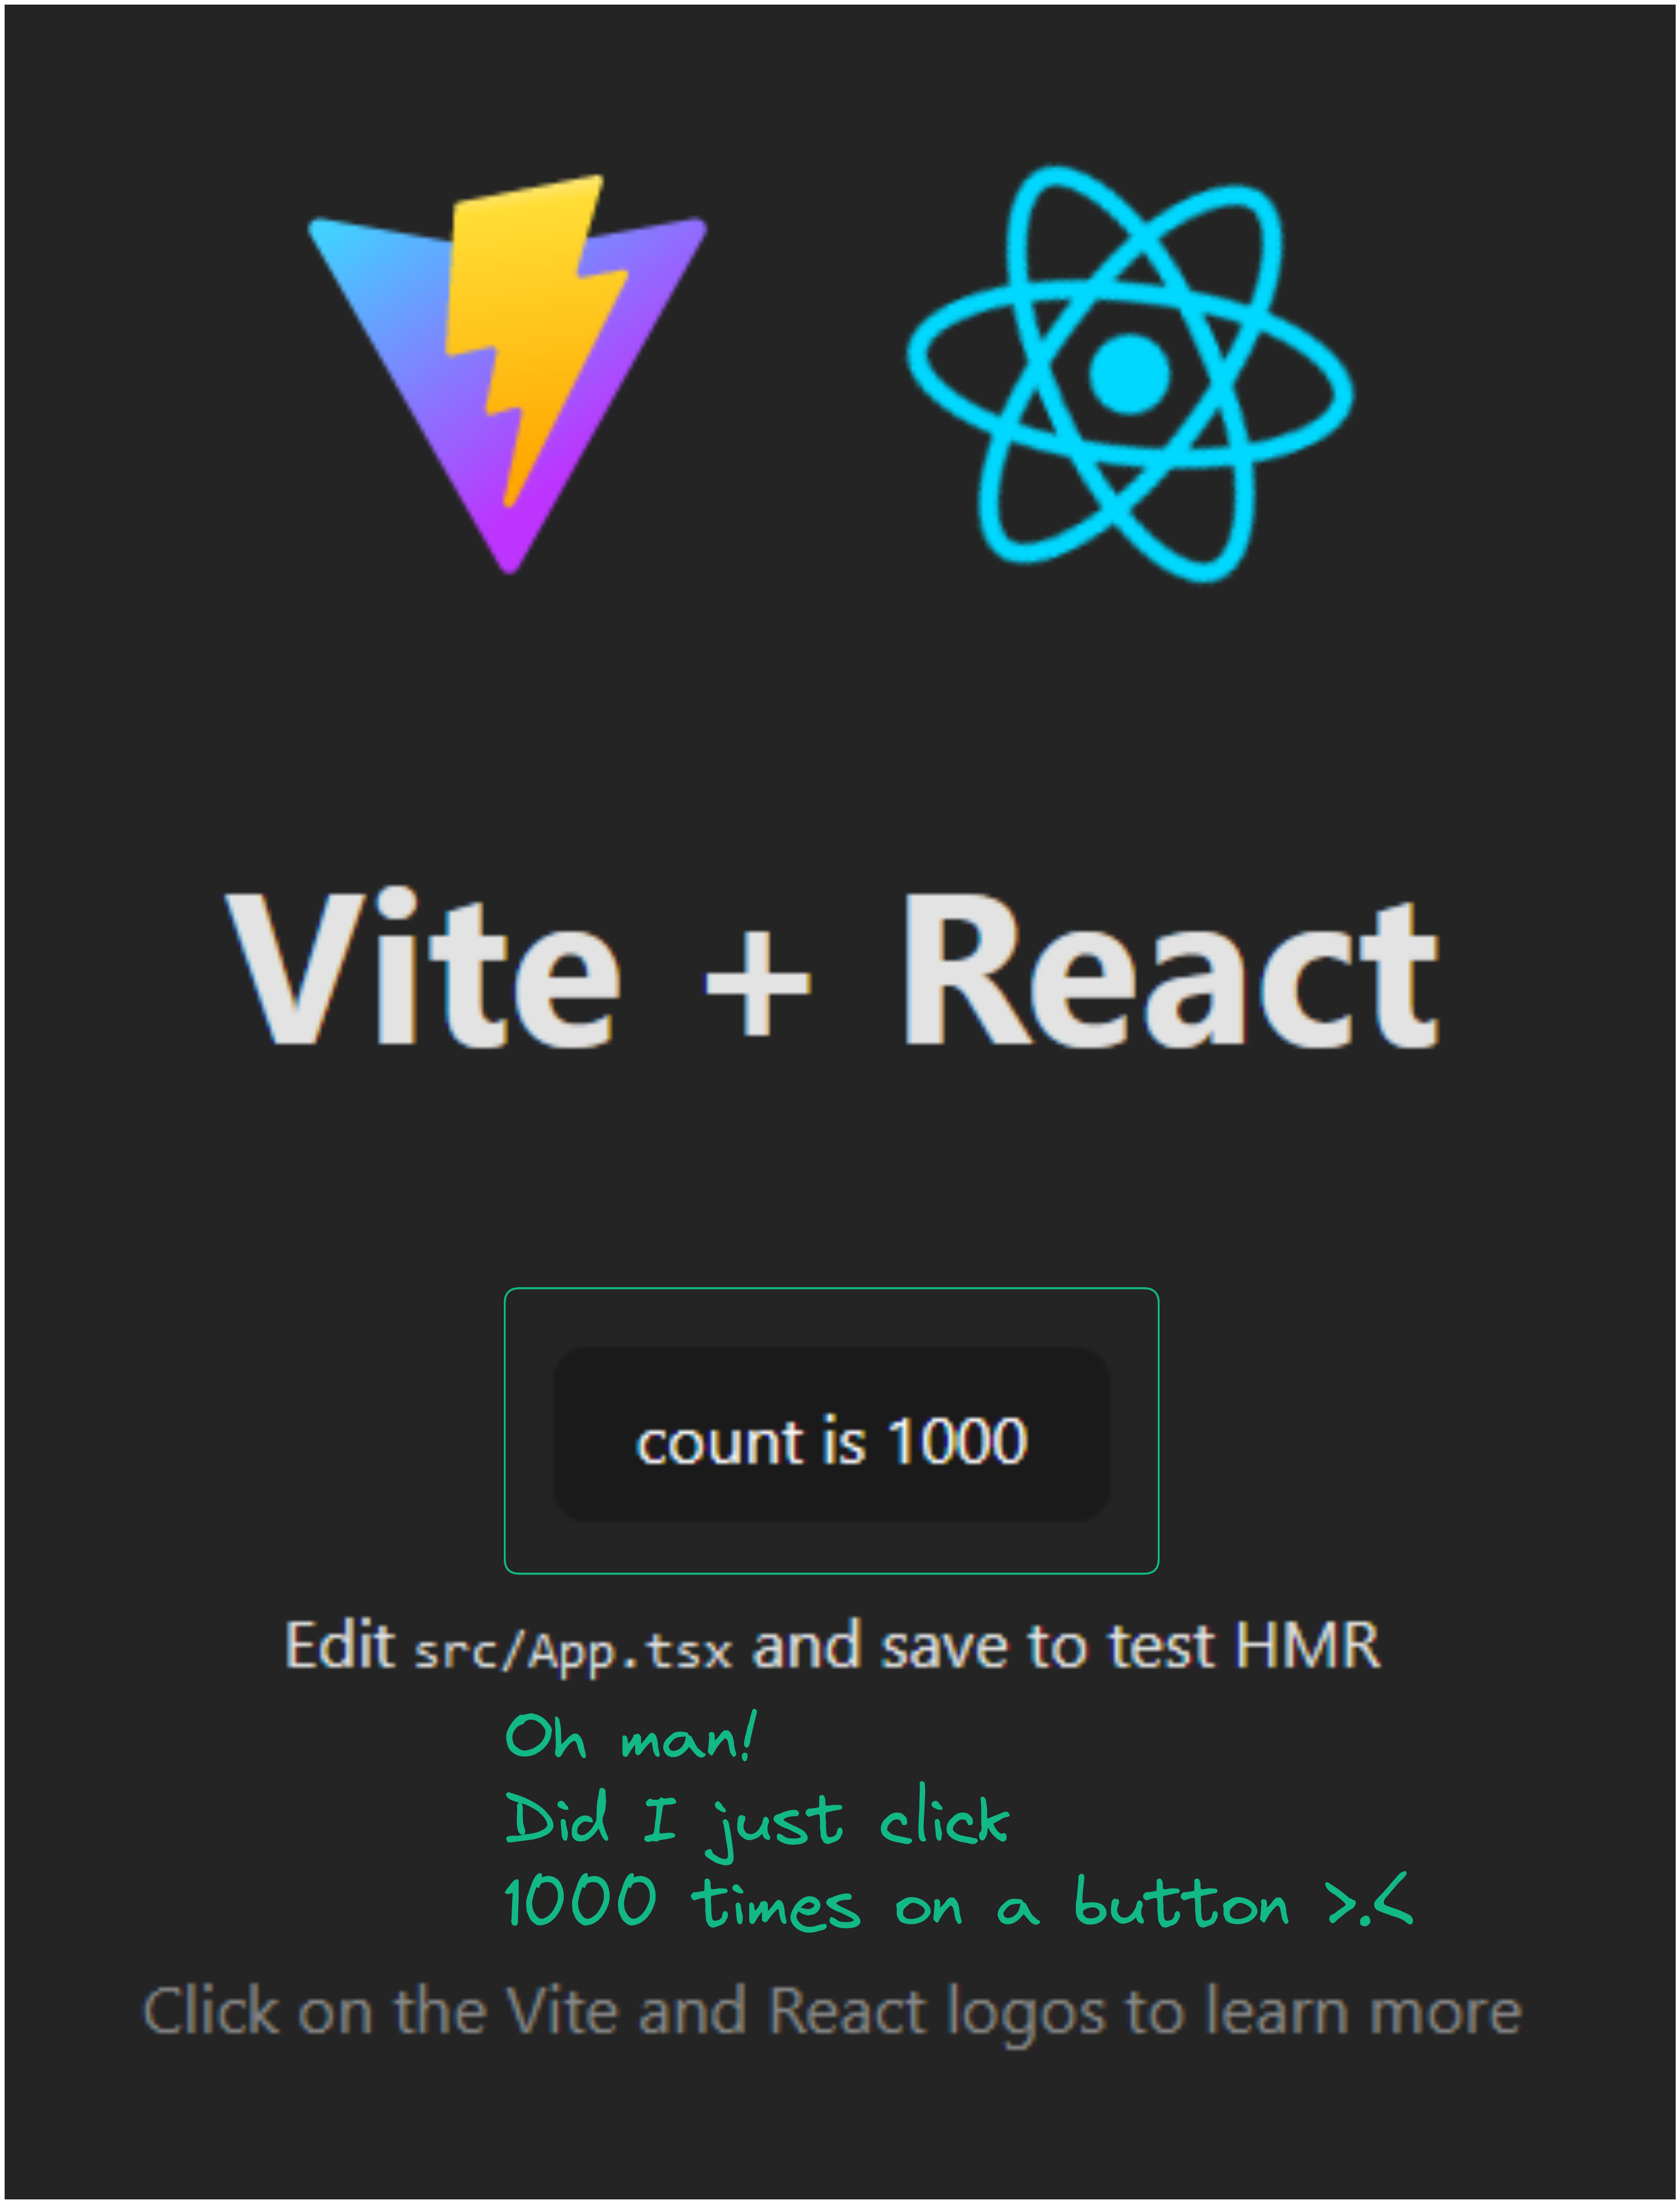 Vite + React
count is 1000
Edit src/App.tsx and save to test HMR
Oh man!
Did I just click
1000 times on a button >.<
Click on the Vite and React logos to learn more